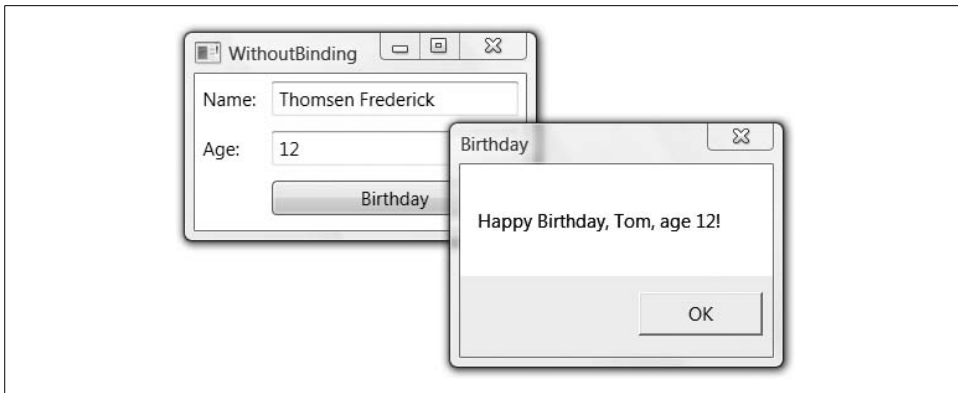 WithoutBinding
Name: Thomsen Frederick
Age: 12
Birthday
Birthday
Happy Birthday, Tom, age 12!
OK